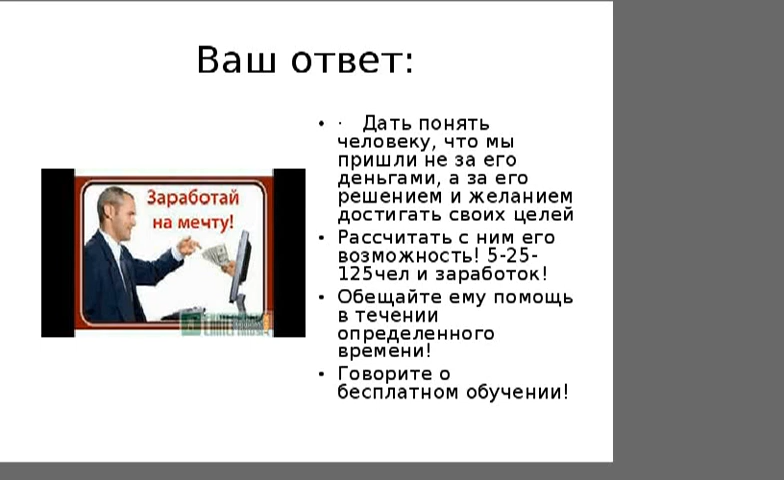 Ваш ответ:
Заработай
на мечту!
• · Дать понять
человеку, что мы
пришли не за его
деньгами, а за его
решением и желанием
достигать своих целей
• Рассчитать с ним его
возможность! 5-25-
125чел и заработок!
• Обещайте ему помощь
в течении
определенного
времени!
• Говорите о
бесплатном обучении!